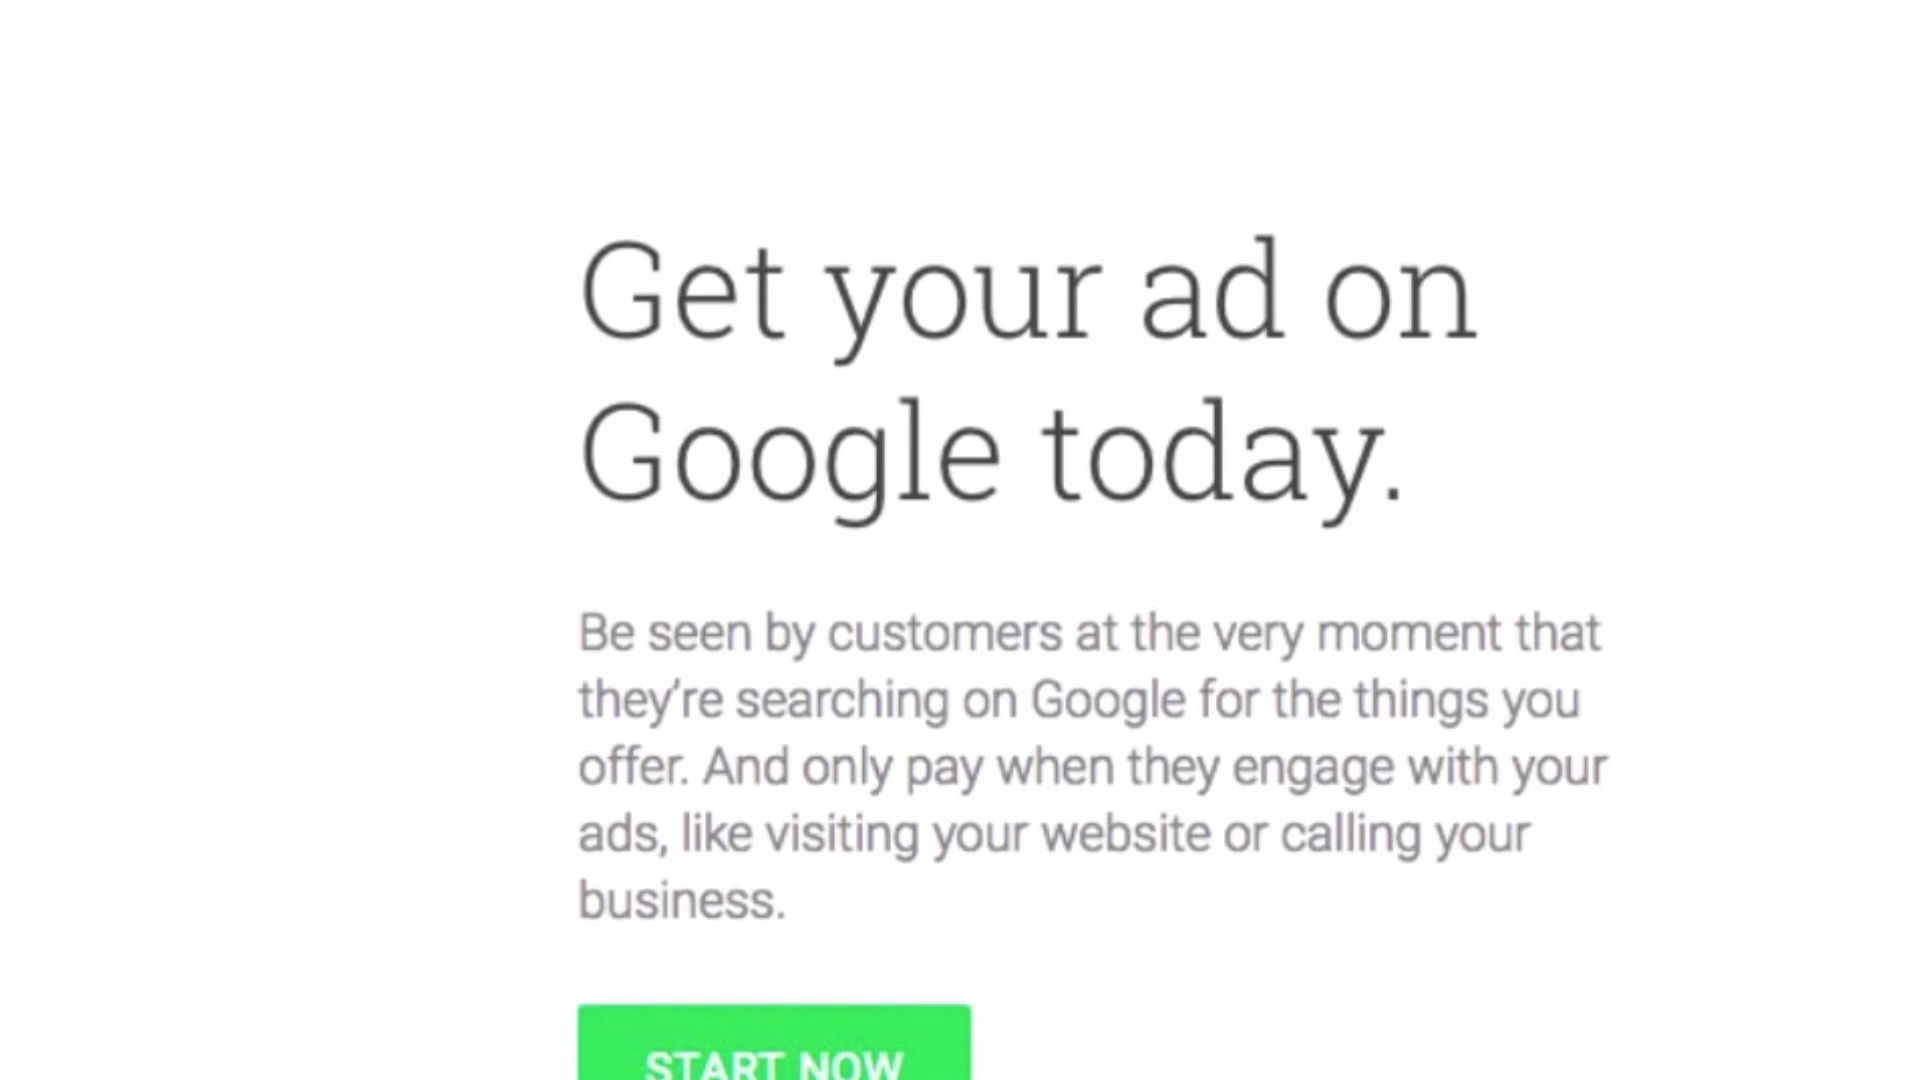 Get your ad on
Google today.
Be seen by customers at the very moment that
they're searching on Google for the things you
offer. And only pay when they engage with your
ads, like visiting your website or calling your
business.
START NOW